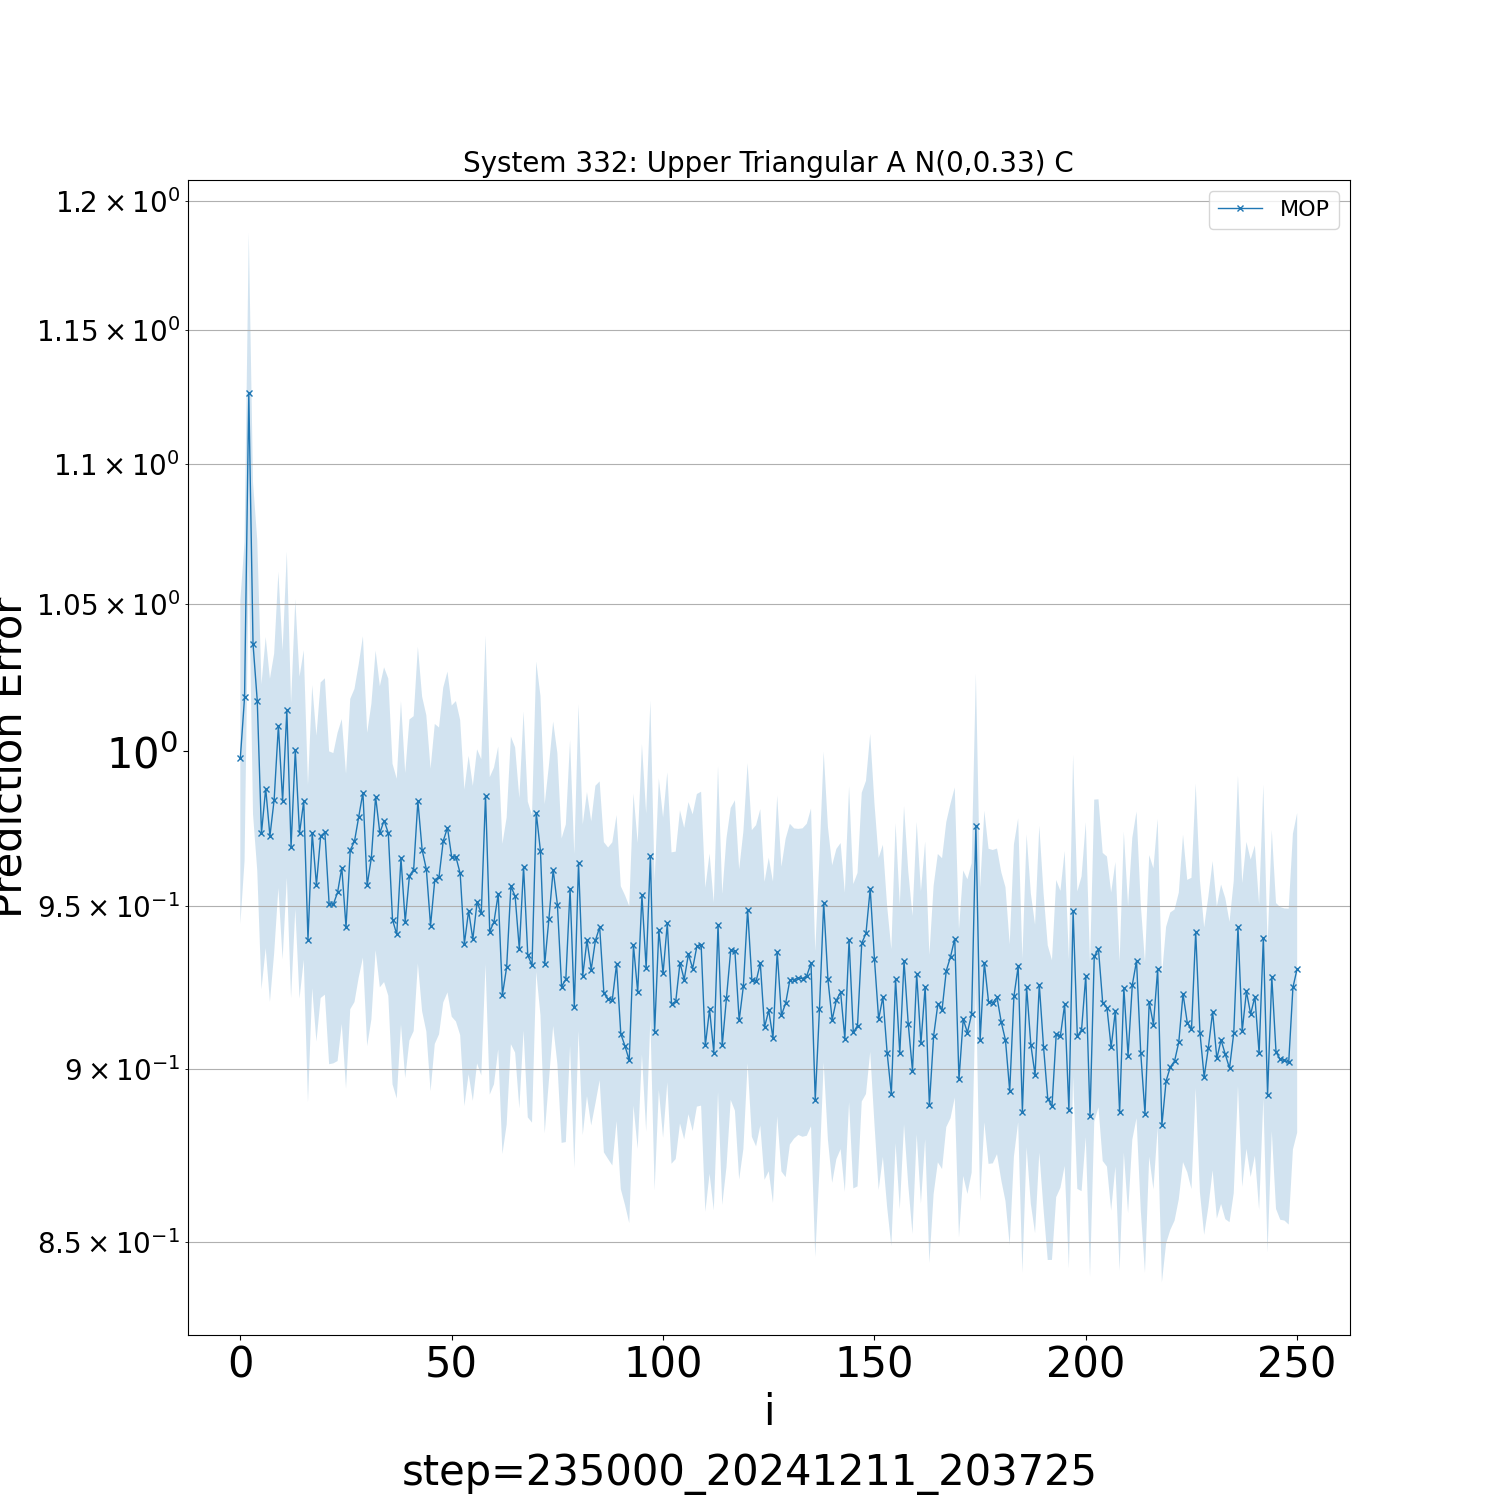 System 332: Upper Triangular A N(0,0.33) C
MOP
1.2 × 10⁰
1.15 × 10⁰
1.1 × 10⁰
1.05 × 10⁰
10⁰
9.5 × 10⁻¹
9 × 10⁻¹
8.5 × 10⁻¹
Prediction Error
0 50 100 150 200 250
i
step=235000_20241211_203725